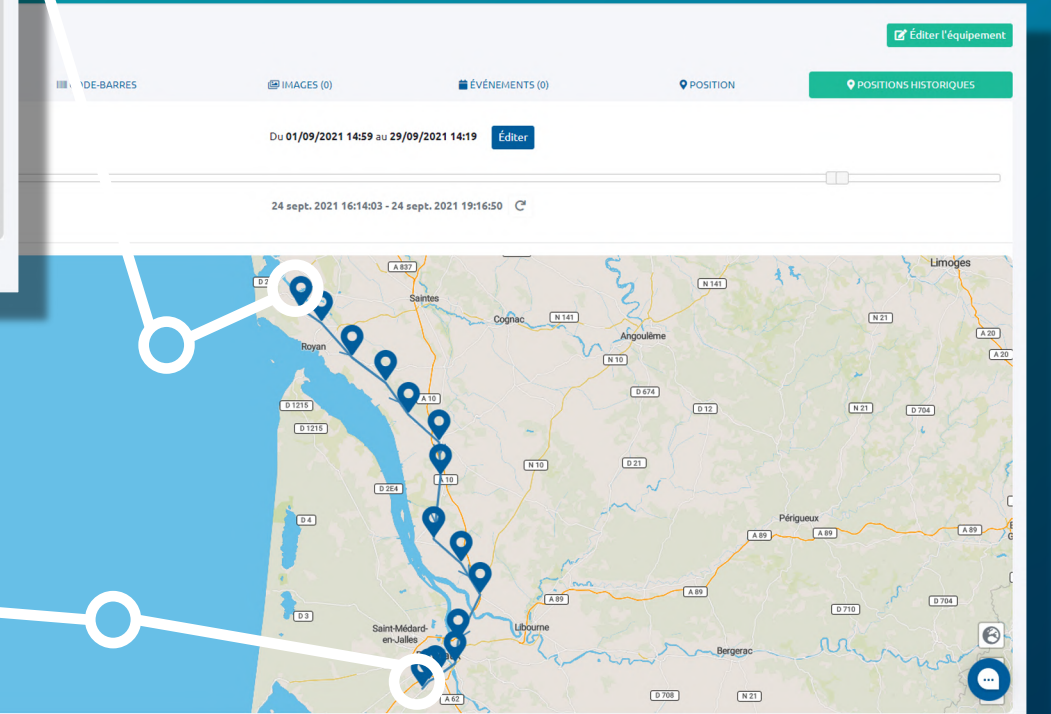 Éditer l'équipement
IMAGES (0)
ÉVÉNEMENTS (0)
POSITION
POSITIONS HISTORIQUES
Du 01/09/2021 14:59 au 29/09/2021 14:19
Éditer
24 sept. 2021 16:14:03 - 24 sept. 2021 19:16:50
Limoges
A 837
N 141
Saintes
Cognac
N 141
N 21
Angoulême
A 20
Royan
N 10
A 20
D 674
A 10
D 1215
D 12
N 21
D 704
D 1215
N 10
D 21
A 10
D 2E4
D 4
Périgueux
A 89
A 89
A 89
A 89
A 89
D 704
D 710
D 3
Saint-Médard-
en-Jalles
Libourne
Bergerac
A 62
D 708
N 21